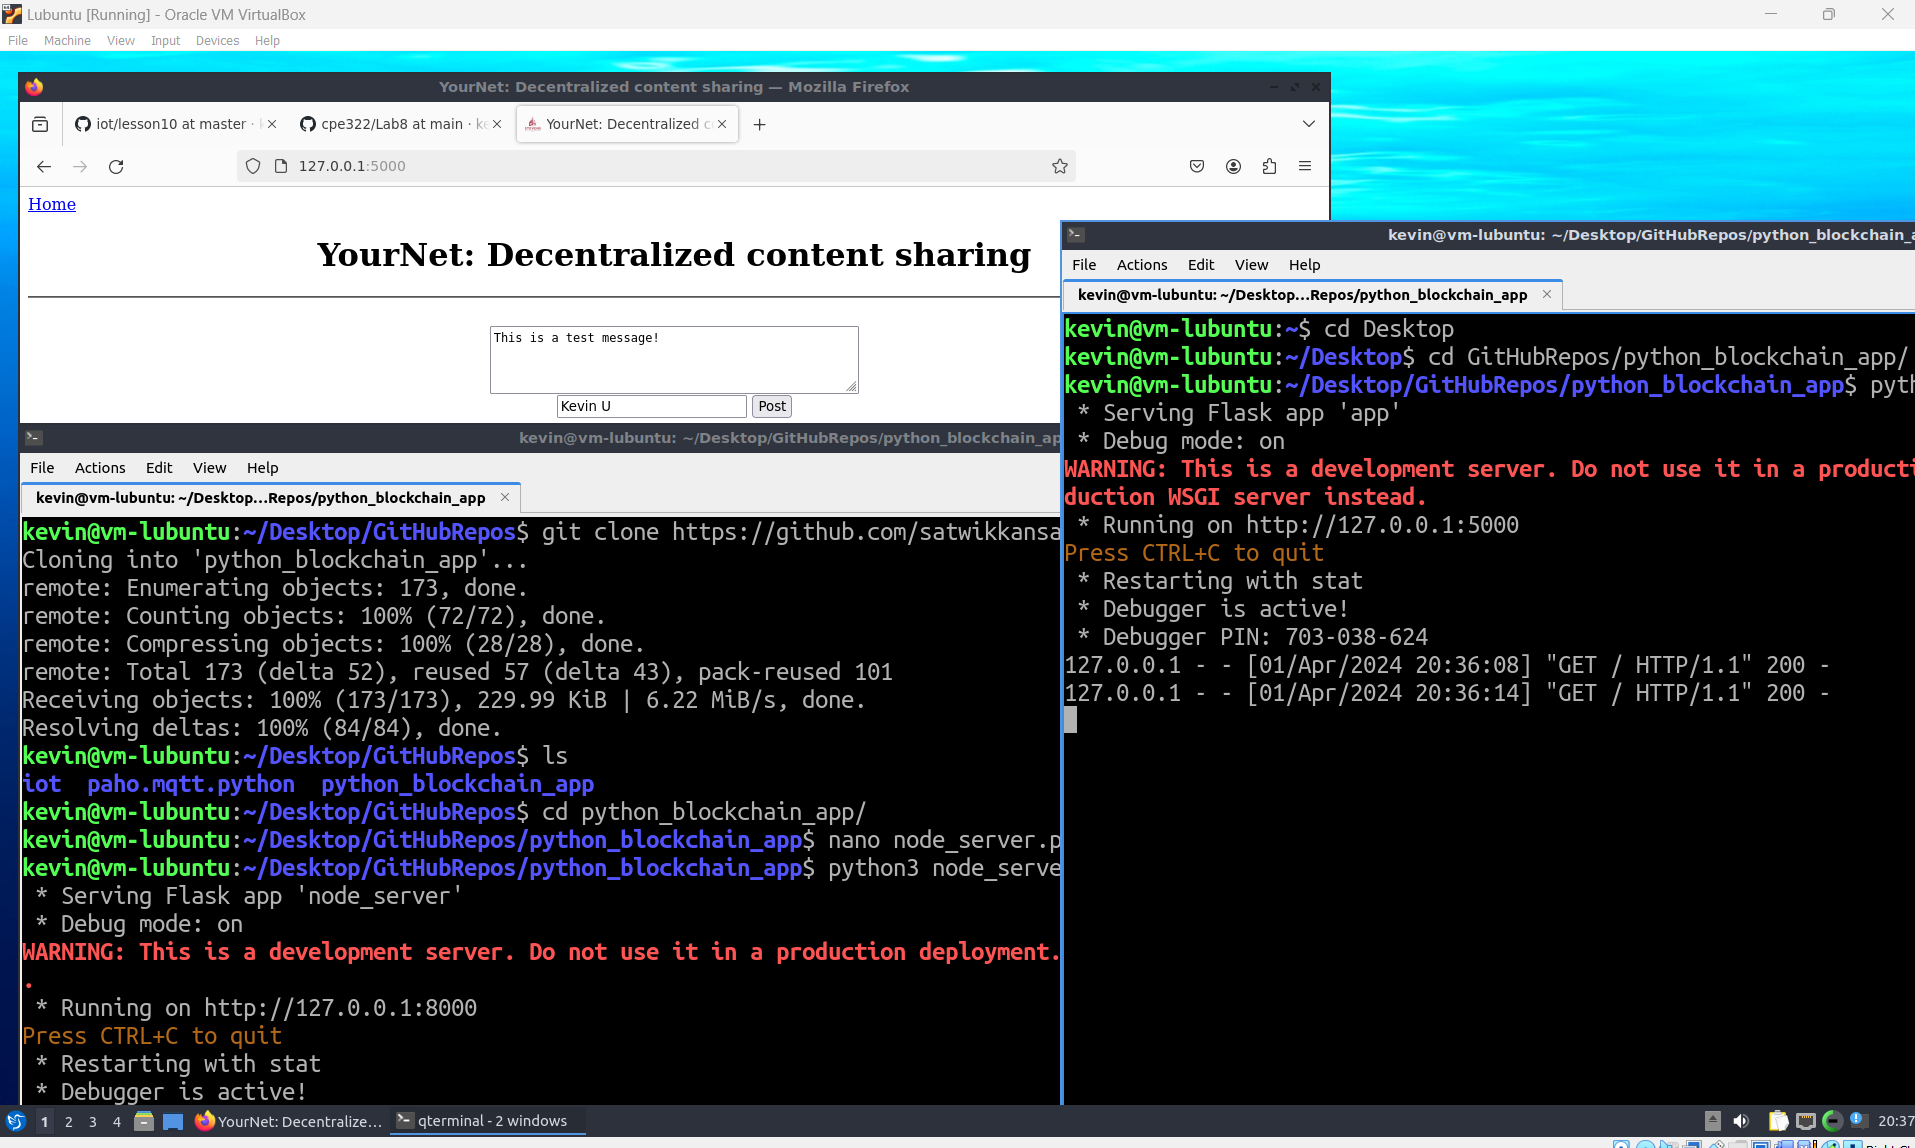 Lubuntu [Running] - Oracle VM VirtualBox
File Machine View Input Devices Help
YourNet: Decentralized content sharing — Mozilla Firefox
iot/lesson10 at master ·
cpe322/Lab8 at main ·
YourNet: Decentralized
127.0.0.1:5000
Home
YourNet: Decentralized content sharing
This is a test message!
Kevin U
Post
kevin@vm-lubuntu: ~/Desktop/GitHubRepos/python_blockchain_ap
File Actions Edit View Help
kevin@vm-lubuntu: ~/Desktop...Repos/python_blockchain_app
kevin@vm-lubuntu:~/Desktop/GitHubRepos$ git clone https://github.com/satwikkansa
Cloning into 'python_blockchain_app'...
remote: Enumerating objects: 173, done.
remote: Counting objects: 100% (72/72), done.
remote: Compressing objects: 100% (28/28), done.
remote: Total 173 (delta 52), reused 57 (delta 43), pack-reused 101
Receiving objects: 100% (173/173), 229.99 KiB | 6.22 MiB/s, done.
Resolving deltas: 100% (84/84), done.
kevin@vm-lubuntu:~/Desktop/GitHubRepos$ ls
iot  paho.mqtt.python  python_blockchain_app
kevin@vm-lubuntu:~/Desktop/GitHubRepos$ cd python_blockchain_app/
kevin@vm-lubuntu:~/Desktop/GitHubRepos/python_blockchain_app$ nano node_server.p
kevin@vm-lubuntu:~/Desktop/GitHubRepos/python_blockchain_app$ python3 node_serve
 * Serving Flask app 'node_server'
 * Debug mode: on
WARNING: This is a development server. Do not use it in a production deployment.
.
 * Running on http://127.0.0.1:8000
Press CTRL+C to quit
 * Restarting with stat
 * Debugger is active!
kevin@vm-lubuntu: ~/Desktop/GitHubRepos/python_blockchain_a
File Actions Edit View Help
kevin@vm-lubuntu: ~/Desktop...Repos/python_blockchain_app
kevin@vm-lubuntu:~$ cd Desktop
kevin@vm-lubuntu:~/Desktop$ cd GitHubRepos/python_blockchain_app/
kevin@vm-lubuntu:~/Desktop/GitHubRepos/python_blockchain_app$ pyth
 * Serving Flask app 'app'
 * Debug mode: on
WARNING: This is a development server. Do not use it in a producti
duction WSGI server instead.
 * Running on http://127.0.0.1:5000
Press CTRL+C to quit
 * Restarting with stat
 * Debugger is active!
 * Debugger PIN: 703-038-624
127.0.0.1 - - [01/Apr/2024 20:36:08] "GET / HTTP/1.1" 200 -
127.0.0.1 - - [01/Apr/2024 20:36:14] "GET / HTTP/1.1" 200 -
1 2 3 4 YourNet: Decentralize... qterminal - 2 windows 20:37